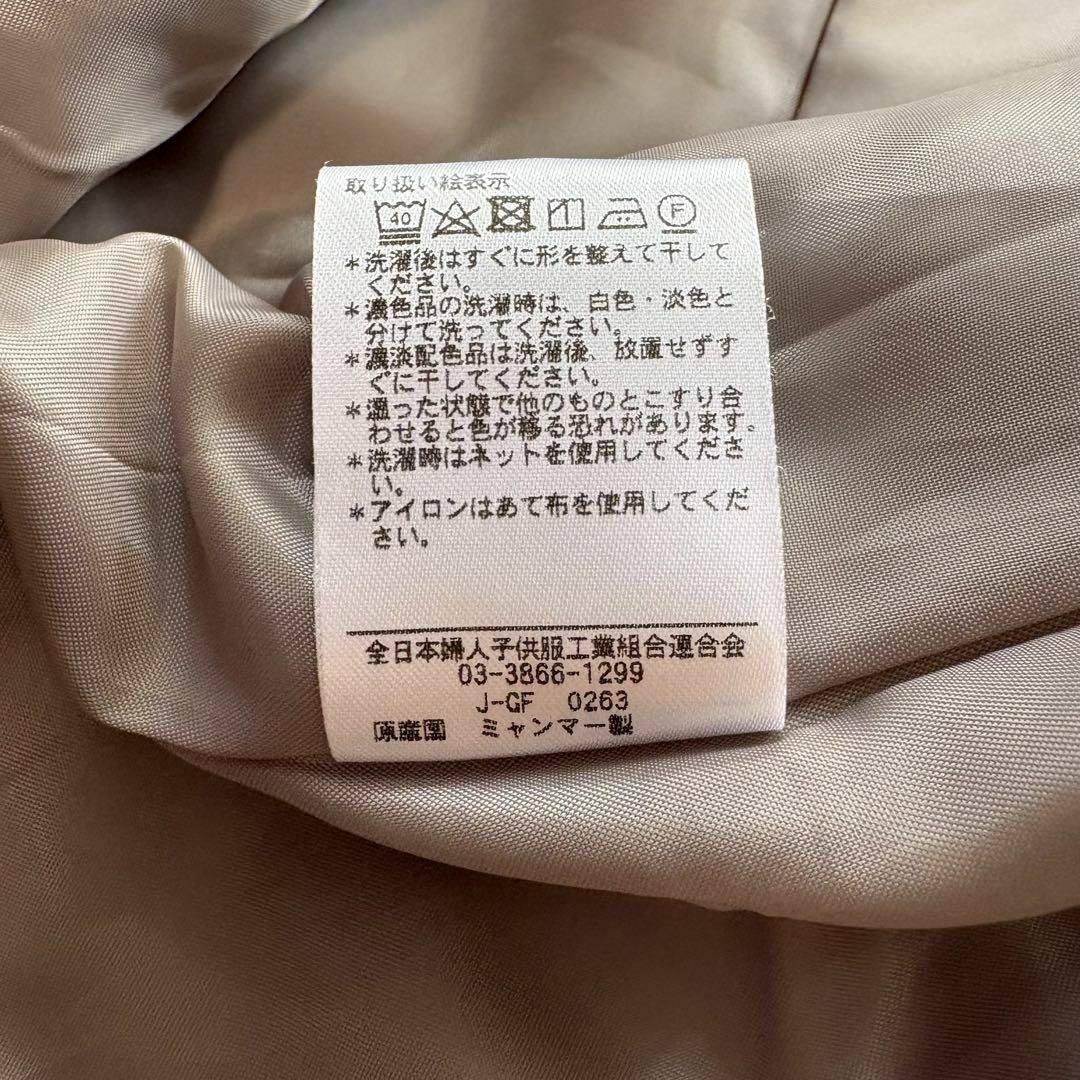 取り扱い絵表示
40 F
*洗濯後はすぐに形を整えて干して
ください。
*濃色品の洗濯時は、白色・淡色と
分けて洗ってください。
*濃淡配色品は洗濯後、放置せずす
ぐに干してください。
*湿った状態で他のものとこすり合
わせると色が移る恐れがあります。
*洗濯時はネットを使用してくださ
い。
*アイロンはあて布を使用してくだ
さい。
全日本婦人子供服工業組合連合会
03-3866-1299
J-GF 0263
原産国 ミャンマー製